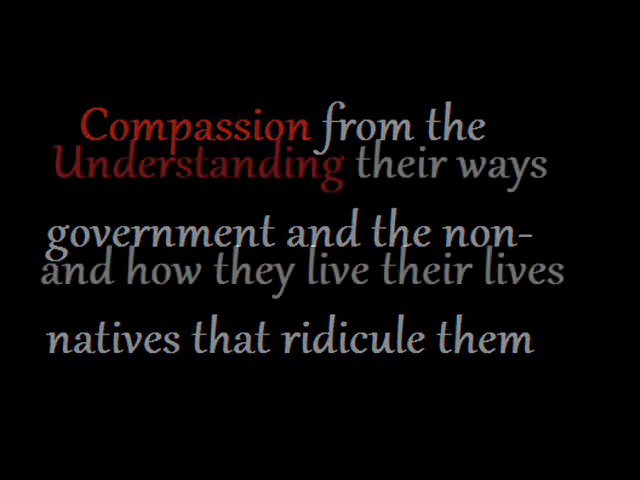 Compassion from the
Understanding their ways
government and the non-
and how they live their lives
natives that ridicule them